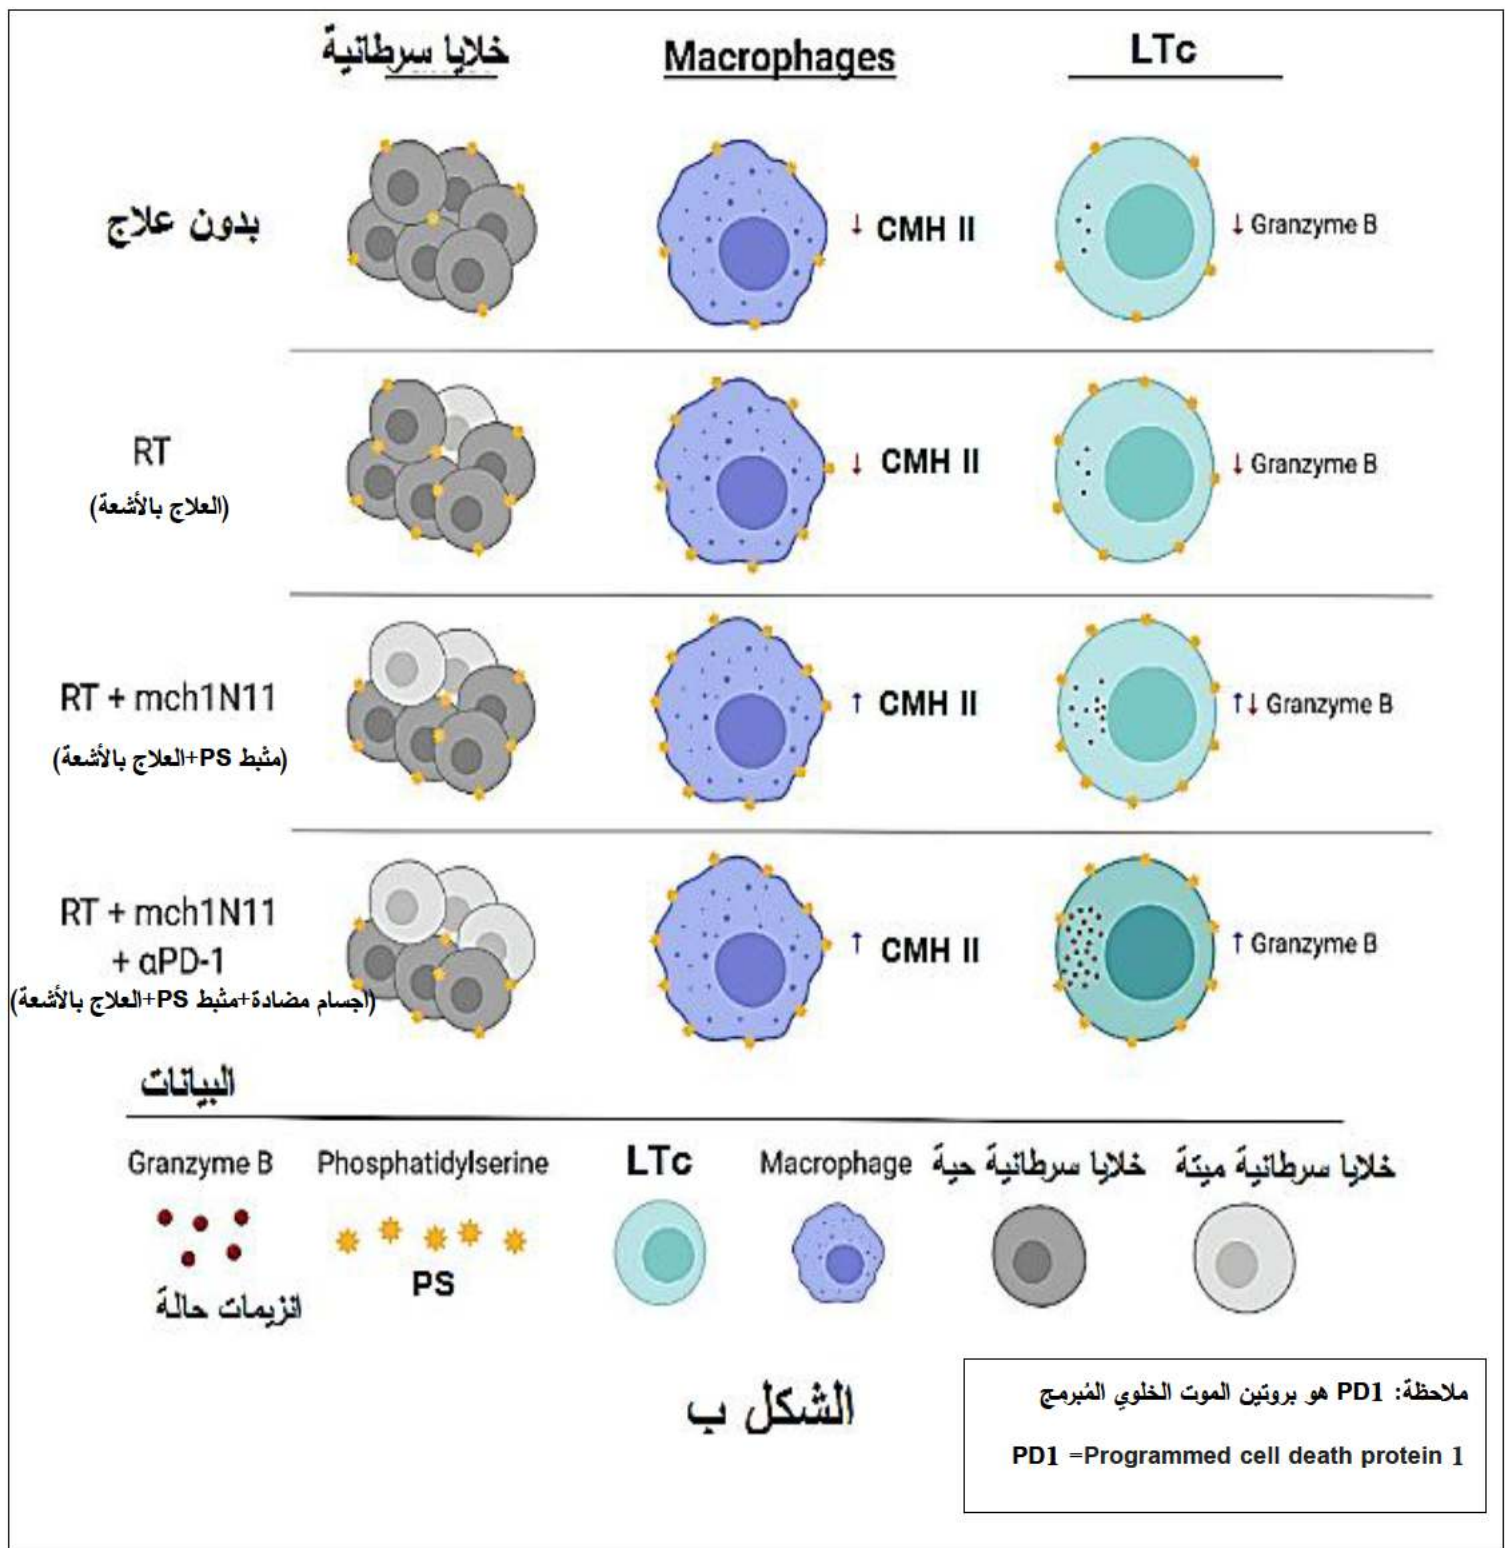 خلايا سرطانية
Macrophages
LTc
بدون علاج
↓ CMH II
↓ Granzyme B
RT
(العلاج بالأشعة)
↓ CMH II
↓ Granzyme B
RT + mch1N11
(مثبط PS+العلاج بالأشعة)
↑ CMH II
↑↓ Granzyme B
RT + mch1N11
+ αPD-1
(اجسام مضادة+مثبط PS+العلاج بالأشعة)
↑ CMH II
↑ Granzyme B
البيانات
Granzyme B
Phosphatidylserine
LTc
Macrophage
خلايا سرطانية حية
خلايا سرطانية ميتة
PS
انزيمات حالة
الشكل ب
ملاحظة: PD1 هو بروتين الموت الخلوي المُبرمج
PD1 =Programmed cell death protein 1